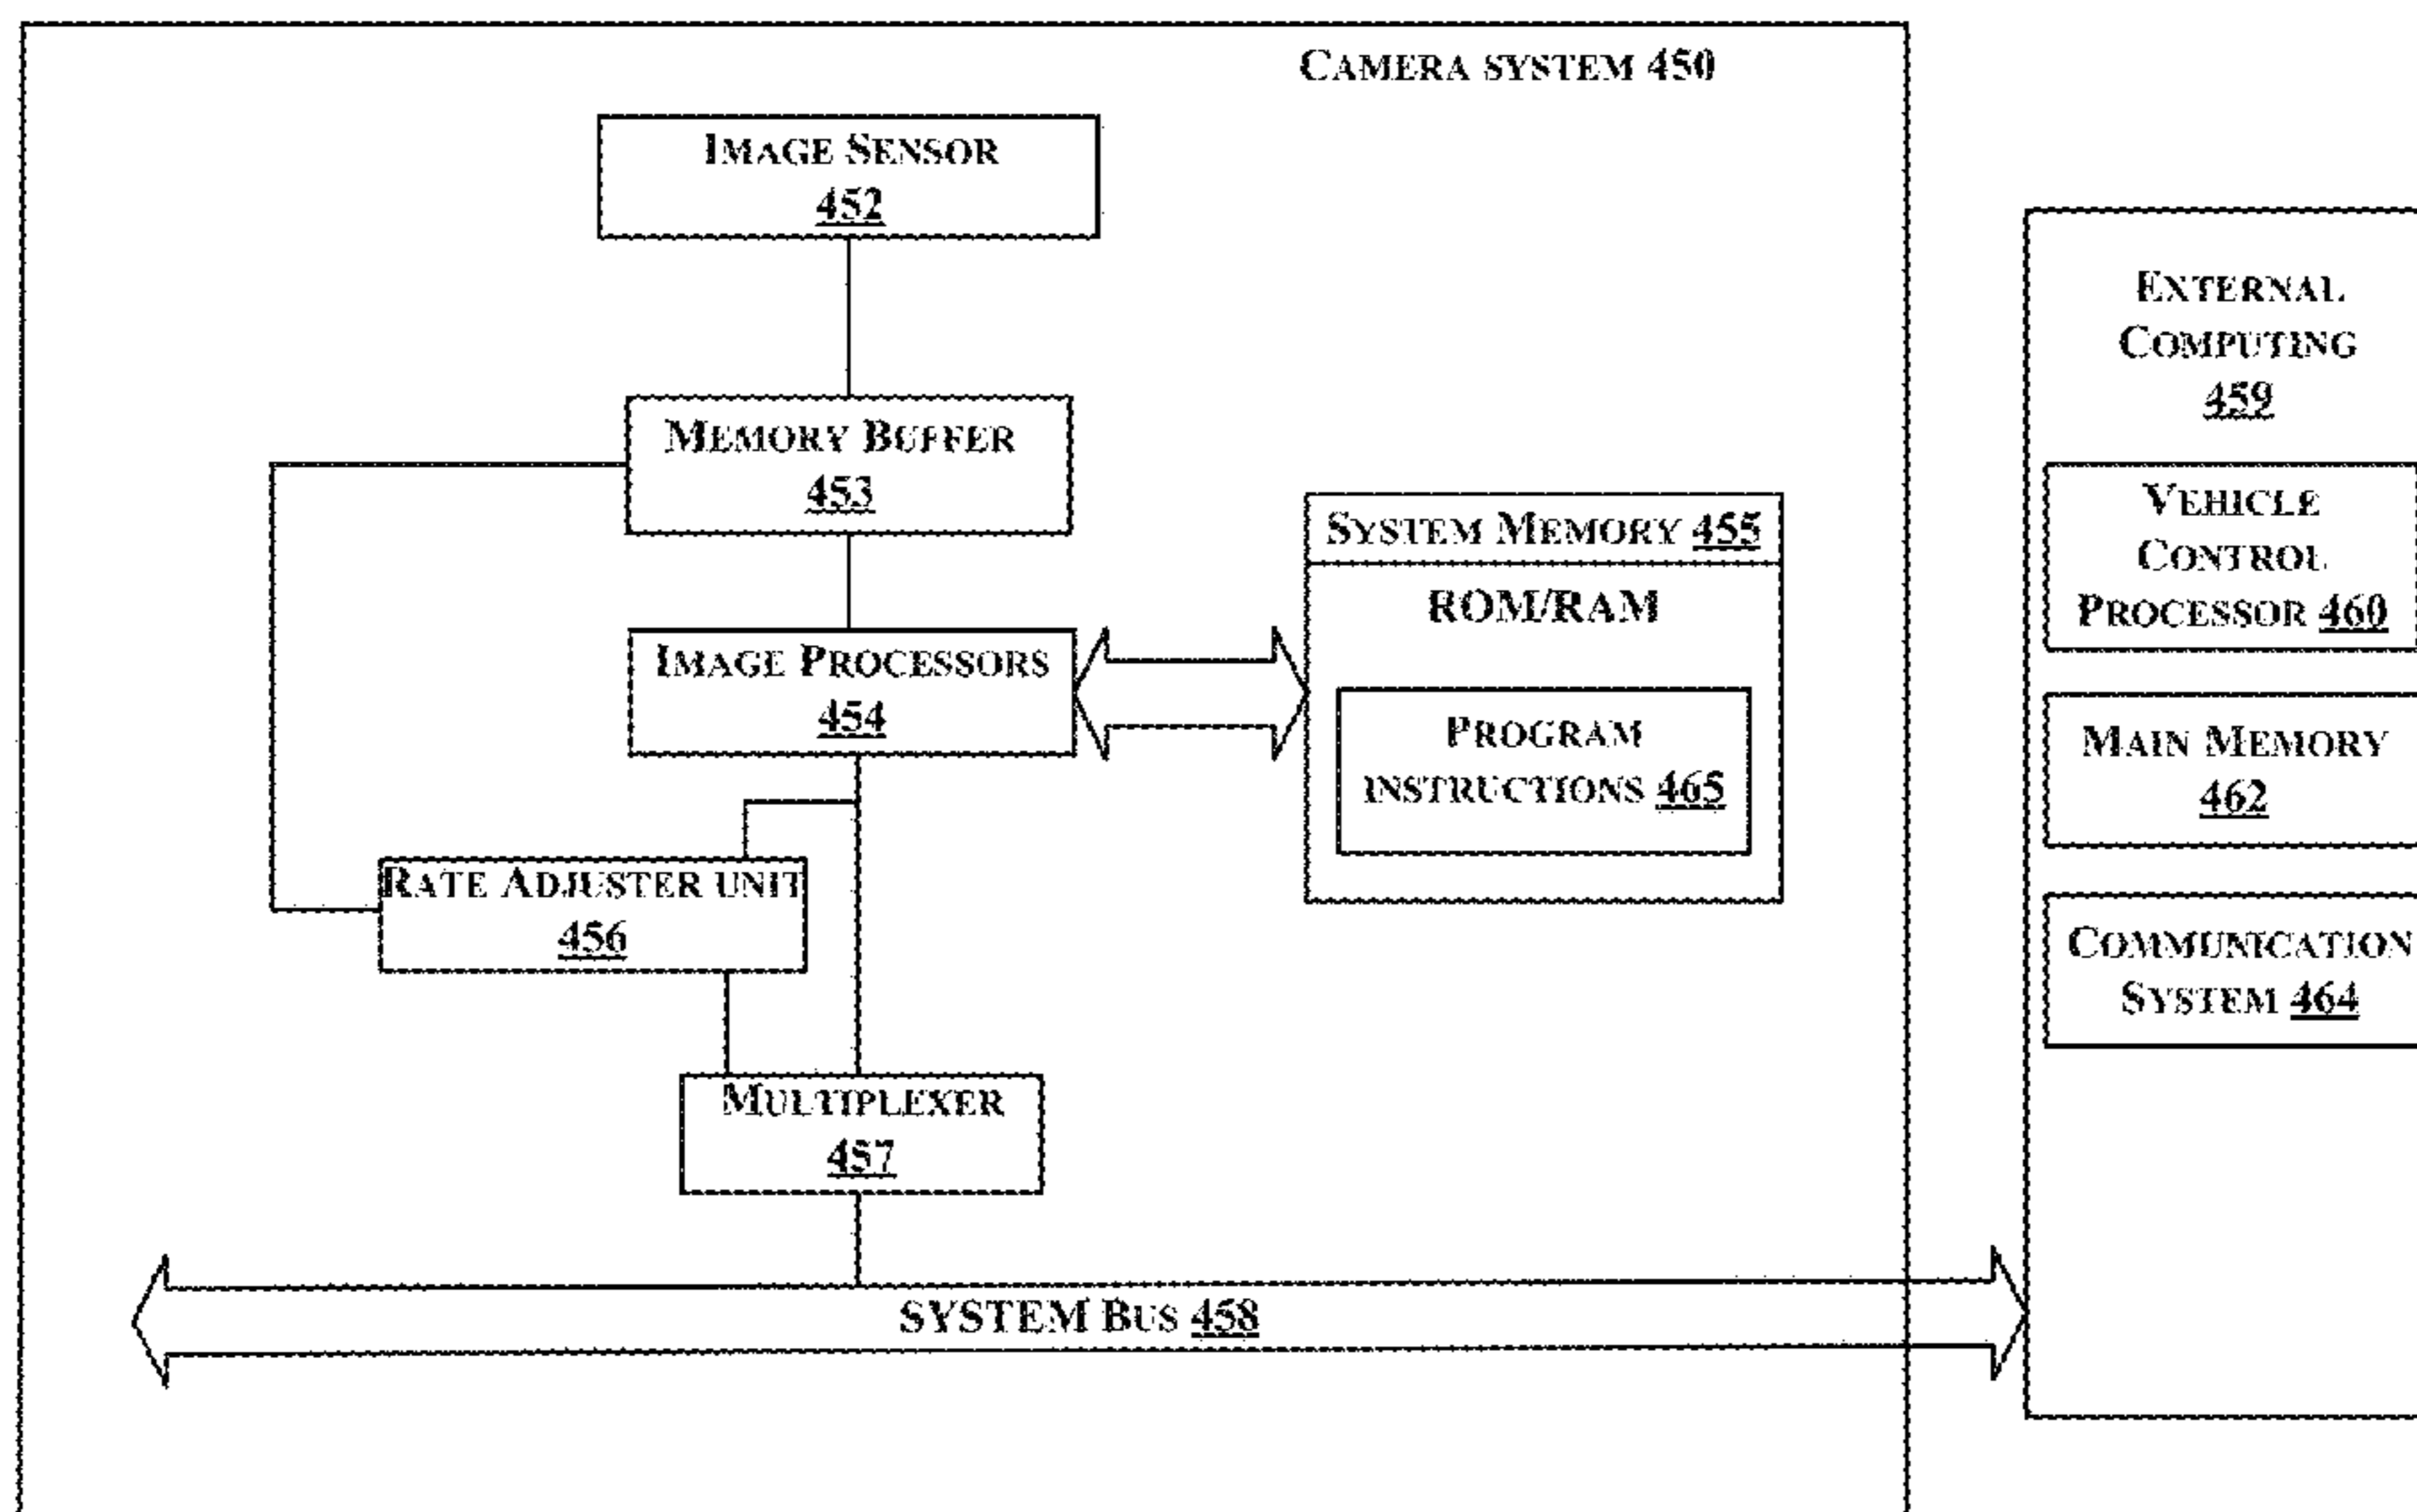 CAMERA SYSTEM 450
IMAGE SENSOR
452
MEMORY BUFFER
453
IMAGE PROCESSORS
454
SYSTEM MEMORY 455
ROM/RAM
PROGRAM
INSTRUCTIONS 465
RATE ADJUSTER UNIT
456
MULTIPLEXER
457
SYSTEM BUS 458
EXTERNAL
COMPUTING
459
VEHICLE
CONTROL
PROCESSOR 460
MAIN MEMORY
462
COMMUNICATION
SYSTEM 464